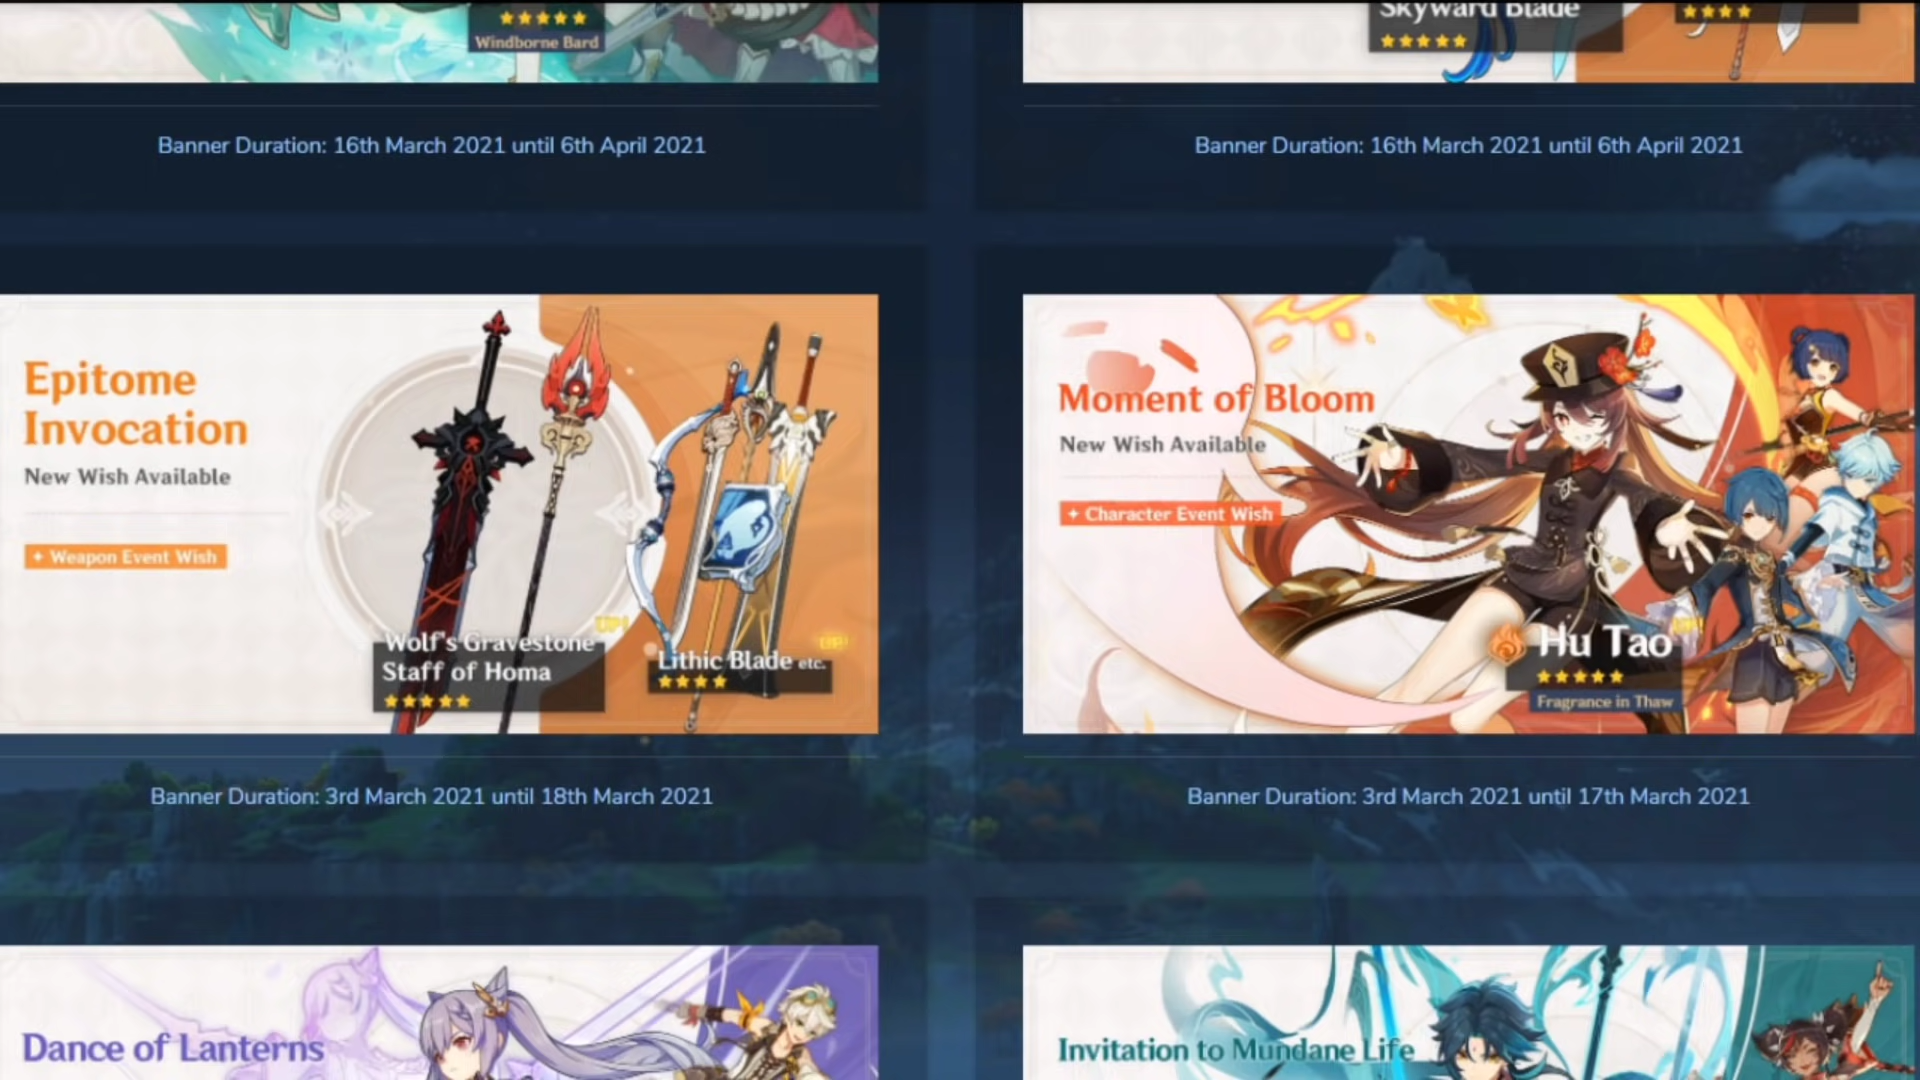 Windborne Bard
Skyward Blade
Banner Duration: 16th March 2021 until 6th April 2021
Banner Duration: 16th March 2021 until 6th April 2021
Epitome
Invocation
New Wish Available
Weapon Event Wish
UP!
Wolf's Gravestone
Staff of Homa
UP!
Lithic Blade etc.
Moment of Bloom
New Wish Available
Character Event Wish
Hu Tao
Fragrance in Thaw
Banner Duration: 3rd March 2021 until 18th March 2021
Banner Duration: 3rd March 2021 until 17th March 2021
Dance of Lanterns
Invitation to Mundane Life